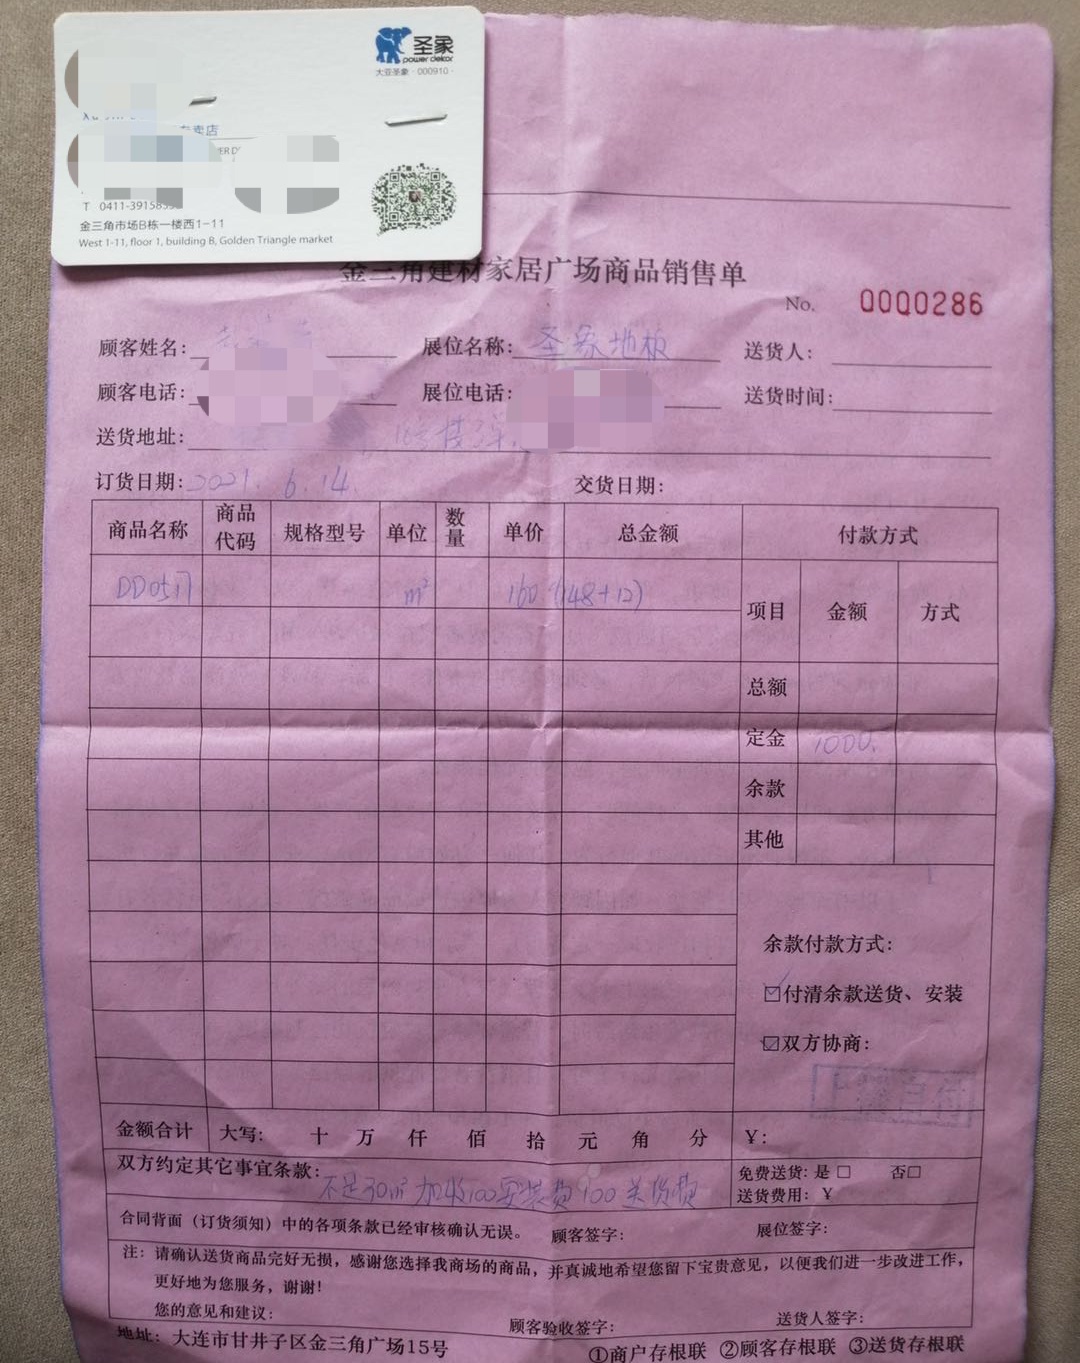 圣象
power dekor
大亚圣象·000910·
专卖店
T 0411-39158
金三角市场B栋一楼西1-11
West 1-11, floor 1, building B, Golden Triangle market
金三角建材家居广场商品销售单
No. 0000286
顾客姓名: 展位名称: 圣象地板 送货人:
顾客电话: 展位电话: 送货时间:
送货地址: 16号楼
订货日期: 2021. 6. 14. 交货日期:
商品名称 商品代码 规格型号 单位 数量 单价 总金额 付款方式
DD0517 m² 160 (148+12)
项目 金额 方式
总额
定金 1000.
余款
其他
余款付款方式:
☑付清余款送货、安装
☑双方协商:
金额合计 大写: 十 万 仟 佰 拾 元 角 分 ￥:
双方约定其它事宜条款: 不足30m² 加收100安装费 100送货费
免费送货: 是□ 否□
送货费用: ￥
合同背面（订货须知）中的各项条款已经审核确认无误。 顾客签字: 展位签字:
注: 请确认送货商品完好无损，感谢您选择我商场的商品，并真诚地希望您留下宝贵意见，以便我们进一步改进工作，
更好地为您服务，谢谢!
您的意见和建议: 顾客验收签字: 送货人签字:
地址: 大连市甘井子区金三角广场15号 ①商户存根联 ②顾客存根联 ③送货存根联